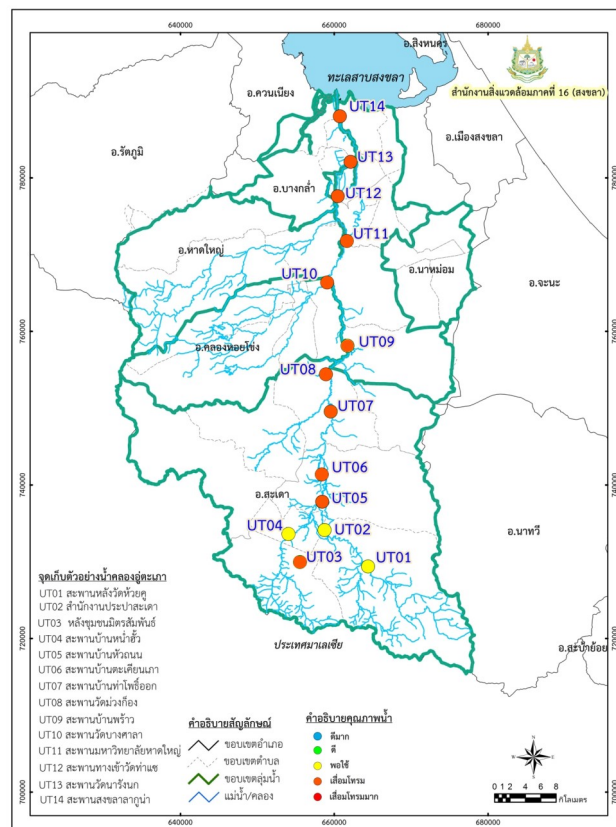 640000
660000
680000
อ.สิงหนคร
ทะเลสาบสงขลา
สำนักงานสิ่งแวดล้อมภาคที่ 16 (สงขลา)
อ.ควนเนียง
UT14
อ.เมืองสงขลา
อ.รัตภูมิ
UT13
780000
780000
อ.บางกล่ำ
UT12
UT11
อ.หาดใหญ่
อ.นาหม่อม
UT10
อ.จะนะ
760000
760000
อ.คลองหอยโข่ง
UT09
UT08
UT07
UT06
740000
740000
อ.สะเดา
UT05
UT04
UT02
อ.นาทวี
UT03
UT01
720000
720000
ประเทศมาเลเซีย
อ.สะบ้าย้อย
จุดเก็บตัวอย่างน้ำคลองอู่ตะเภา
UT01 สะพานหลังวัดห้วยคู
UT02 สำนักงานประปาสะเดา
UT03 หลังชุมชนมิตรสัมพันธ์
UT04 สะพานบ้านหน่ำฮั้ว
UT05 สะพานบ้านหัวถนน
UT06 สะพานบ้านตะเคียนเภา
UT07 สะพานบ้านท่าโพธิ์ออก
UT08 สะพานวัดม่วงก็อง
UT09 สะพานบ้านพร้าว
UT10 สะพานวัดบางศาลา
UT11 สะพานมหาวิทยาลัยหาดใหญ่
UT12 สะพานทางเข้าวัดท่าแซ
UT13 สะพานวัดนารังนก
UT14 สะพานสงขลาลากูน่า
คำอธิบายสัญลักษณ์
ขอบเขตอำเภอ
ขอบเขตตำบล
ขอบเขตลุ่มน้ำ
แม่น้ำ/คลอง
คำอธิบายคุณภาพน้ำ
ดีมาก
ดี
พอใช้
เสื่อมโทรม
เสื่อมโทรมมาก
N
0 1 2 4 6 8
กิโลเมตร
700000
700000
640000
660000
680000